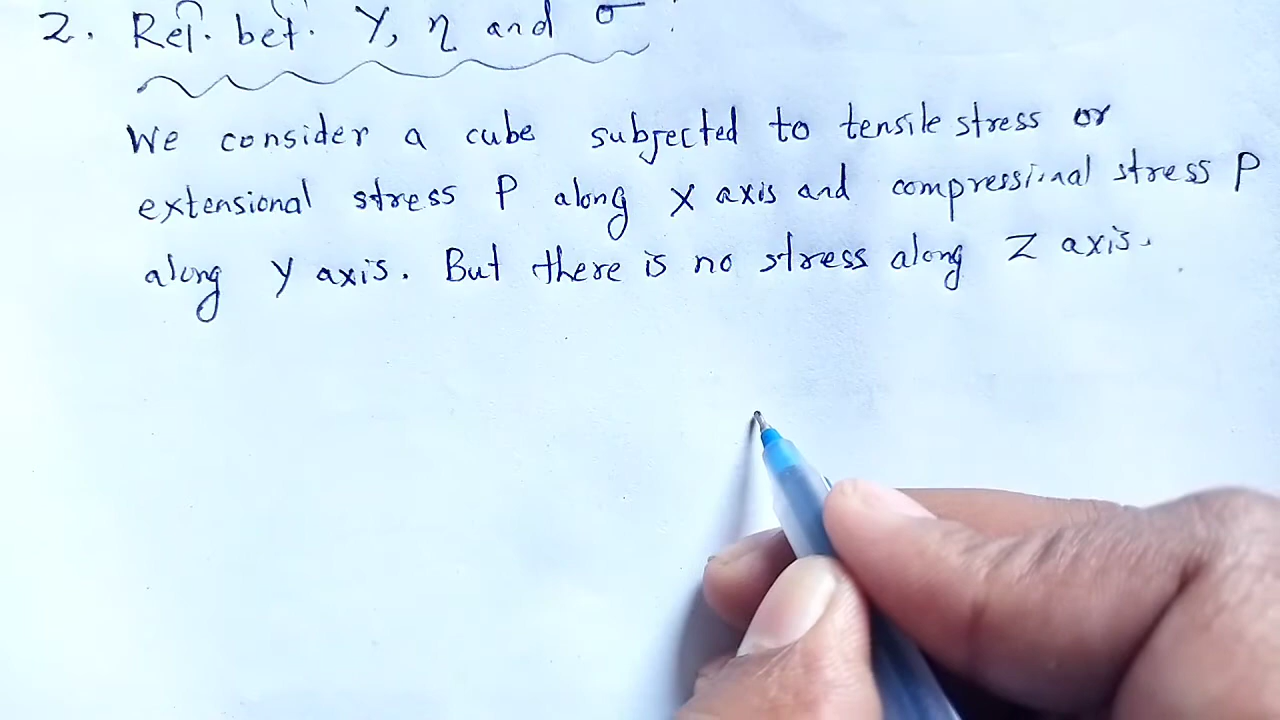 2. Rel. bet. Y, η and σ.
We consider a cube subjected to tensile stress or
extensional stress P along X axis and compressional stress P
along Y axis. But there is no stress along Z axis.